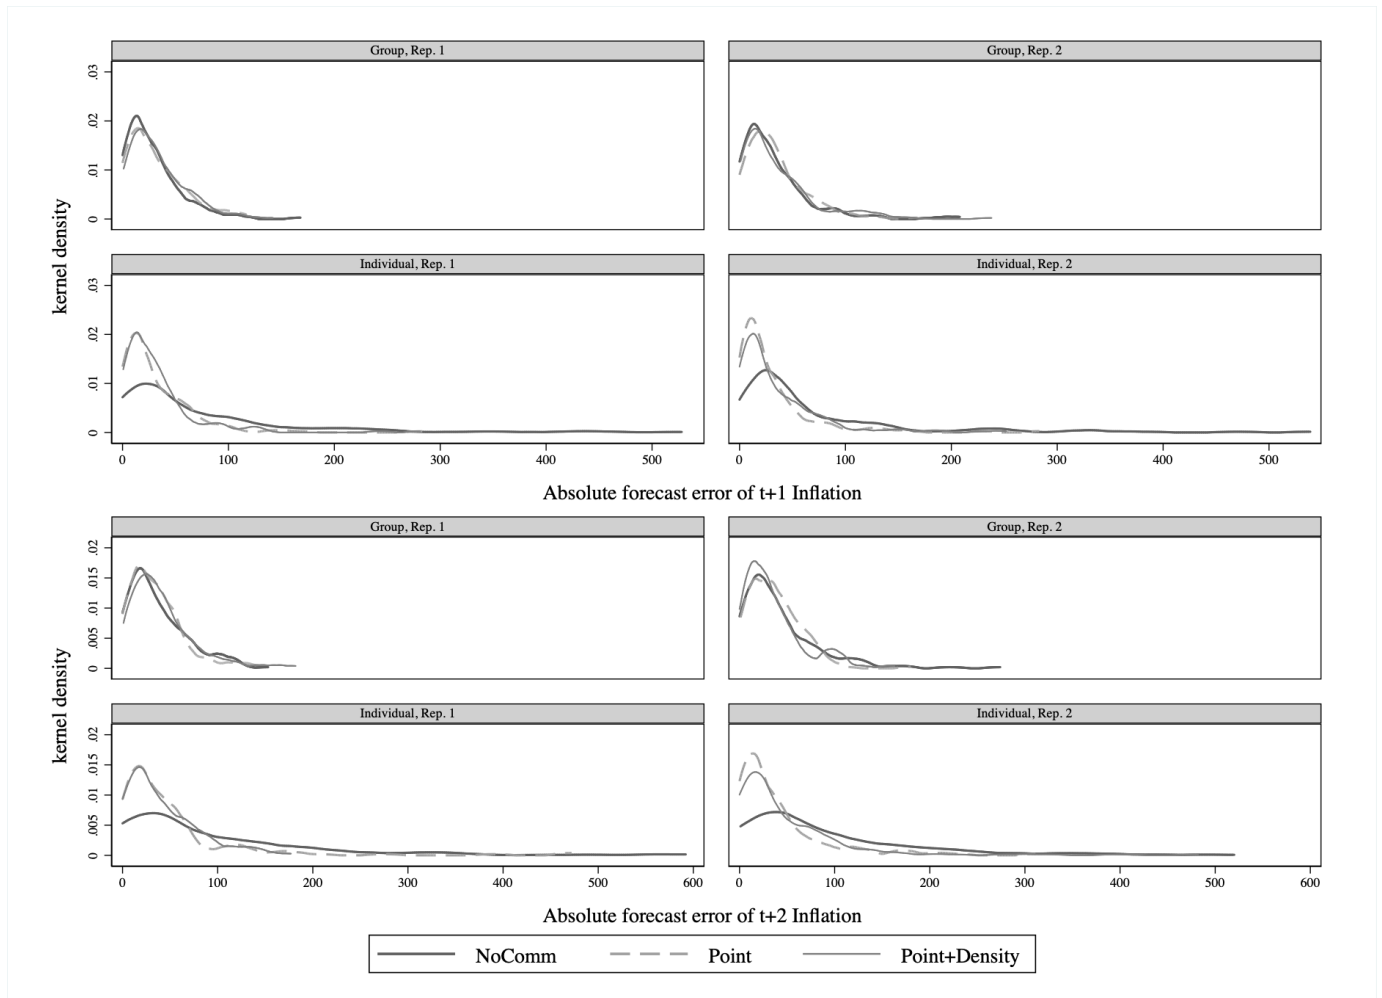 Group, Rep. 1
Group, Rep. 2
.03
.02
.01
0
Individual, Rep. 1
Individual, Rep. 2
.03
.02
.01
0
kernel density
0 100 200 300 400 500
0 100 200 300 400 500
Absolute forecast error of t+1 Inflation
Group, Rep. 1
Group, Rep. 2
.02
.015
.01
.005
0
Individual, Rep. 1
Individual, Rep. 2
.02
.015
.01
.005
0
kernel density
0 100 200 300 400 500 600
0 100 200 300 400 500 600
Absolute forecast error of t+2 Inflation
NoComm Point Point+Density